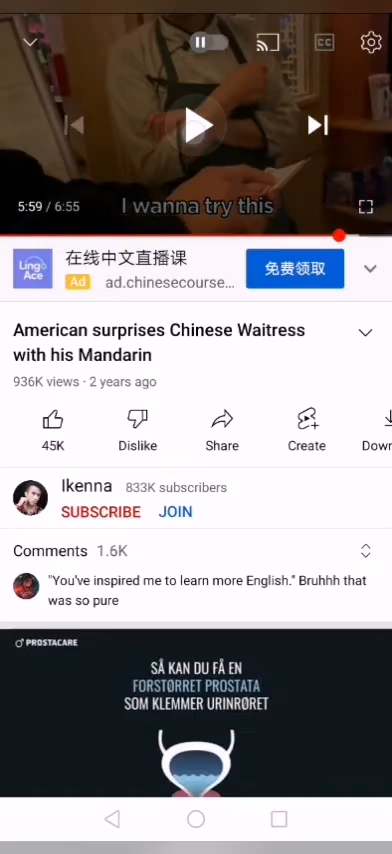 CC
5:59 / 6:55
I wanna try this
Lingo
Ace
在线中文直播课
Ad ad.chinesecourse...
免费领取
American surprises Chinese Waitress
with his Mandarin
936K views · 2 years ago
45K
Dislike
Share
Create
Down
Ikenna 833K subscribers
SUBSCRIBE JOIN
Comments 1.6K
"You've inspired me to learn more English." Bruhhh that
was so pure
PROSTACARE
SÅ KAN DU FÅ EN
FORSTØRRET PROSTATA
SOM KLEMMER URINRØRET